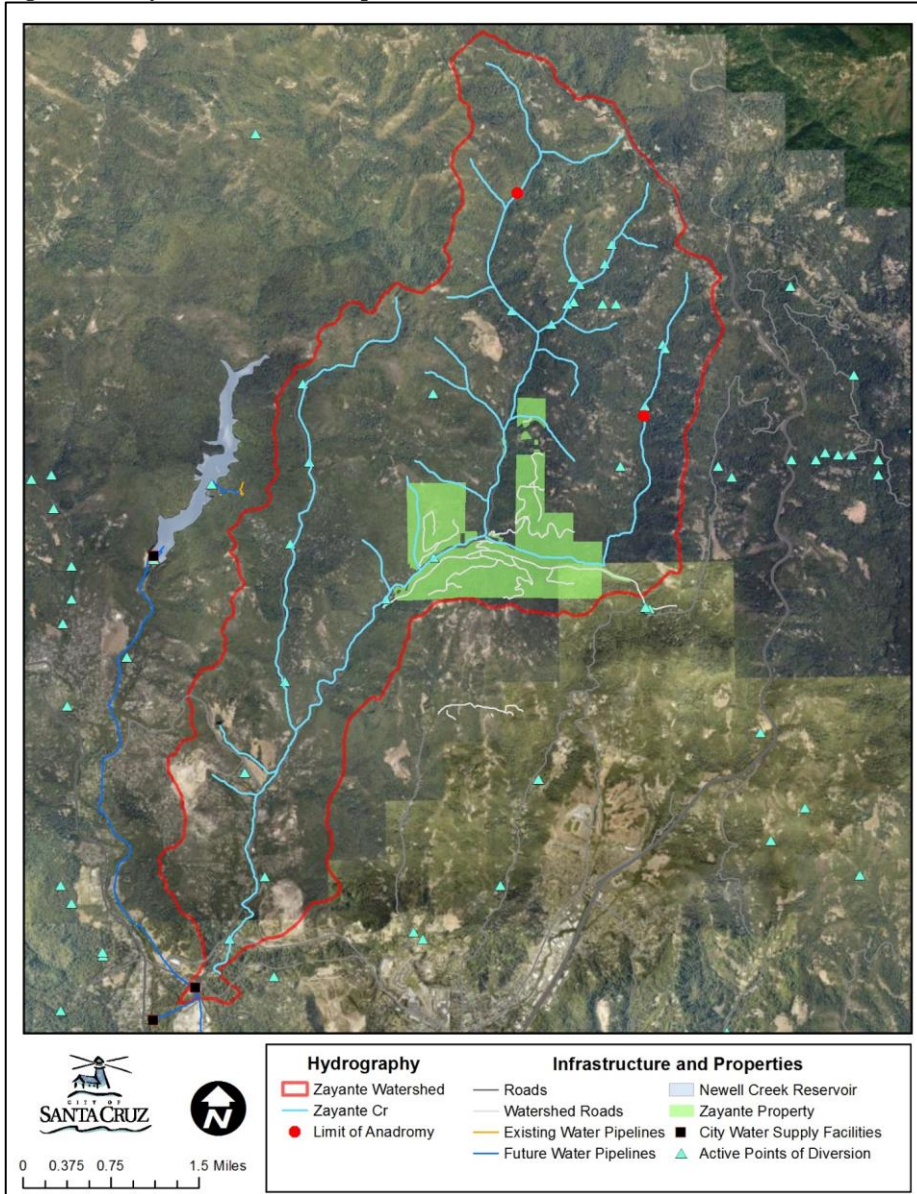 CITY OF
SANTA CRUZ
N
0 0.375 0.75 1.5 Miles
Hydrography
Zayante Watershed
Zayante Cr
Limit of Anadromy
Infrastructure and Properties
Roads
Watershed Roads
Existing Water Pipelines
Future Water Pipelines
Newell Creek Reservoir
Zayante Property
City Water Supply Facilities
Active Points of Diversion